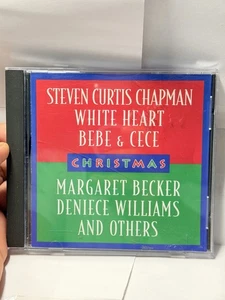 STEVEN CURTIS CHAPMAN
WHITE HEART
BEBE & CECE
CHRISTMAS
MARGARET BECKER
DENIECE WILLIAMS
AND OTHERS